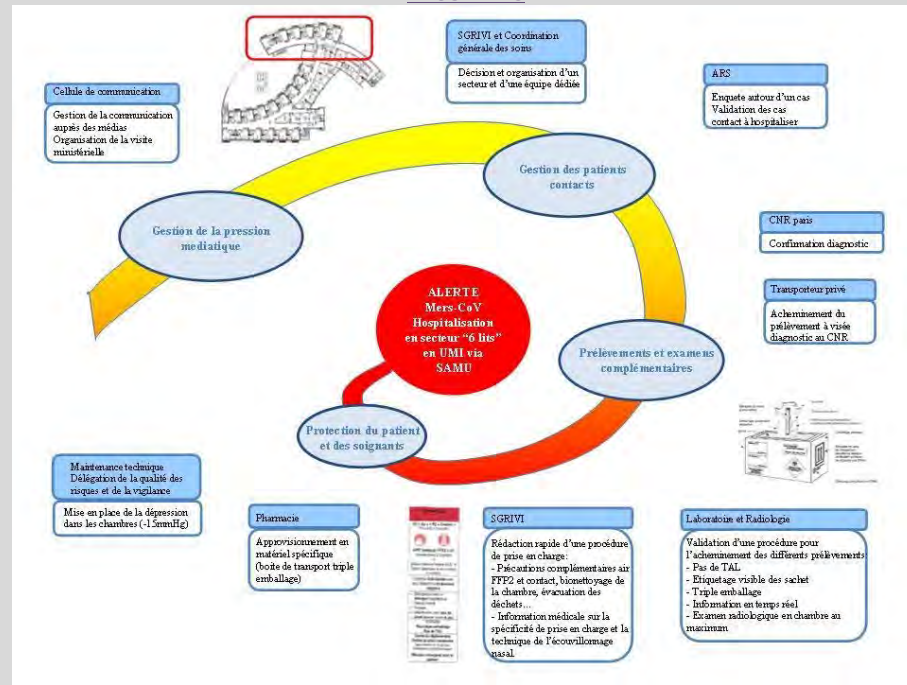 SGRIVI et Coordination
générale des soins
Décision et organisation d'un
secteur et d'une équipe dédiée
ARS
Enquete autour d'un cas
Validation des cas
contact à hospitaliser
Cellule de communication
Gestion de la communication
auprès des médias
Organisation de la visite
ministérielle
Gestion des patients
contacts
Gestion de la pression
mediatique
CNR paris
Confirmation diagnostic
Transporteur privé
Acheminement du
prélèvement à visée
diagnostic au CNR
ALERTE
Mers-CoV
Hospitalisation
en secteur "6 lits"
en UMI via
SAMU
Prélèvements et examens
complémentaires
Protection du patient
et des soignants
Maintenance technique
Délégation de la qualité des
risques et de la vigilance
Mise en place de la dépression
dans les chambres (-15mmHg)
Pharmacie
Approvisionnement en
matériel spécifique
(boite de transport triple
emballage)
SGRIVI
Rédaction rapide d'une procédure
de prise en charge:
- Précautions complémentaires air
FFP2 et contact, bionettoyage de
la chambre, évacuation des
déchets...
- Information médicale sur la
spécificité de prise en charge et la
technique de l'écouvillonnage
nasal.
Laboratoire et Radiologie
Validation d'une procédure pour
l'acheminement des différents prélèvements
- Pas de TAL
- Etiquetage visible des sachet
- Triple emballage
- Information en temps réel
- Examen radiologique en chambre au
maximum